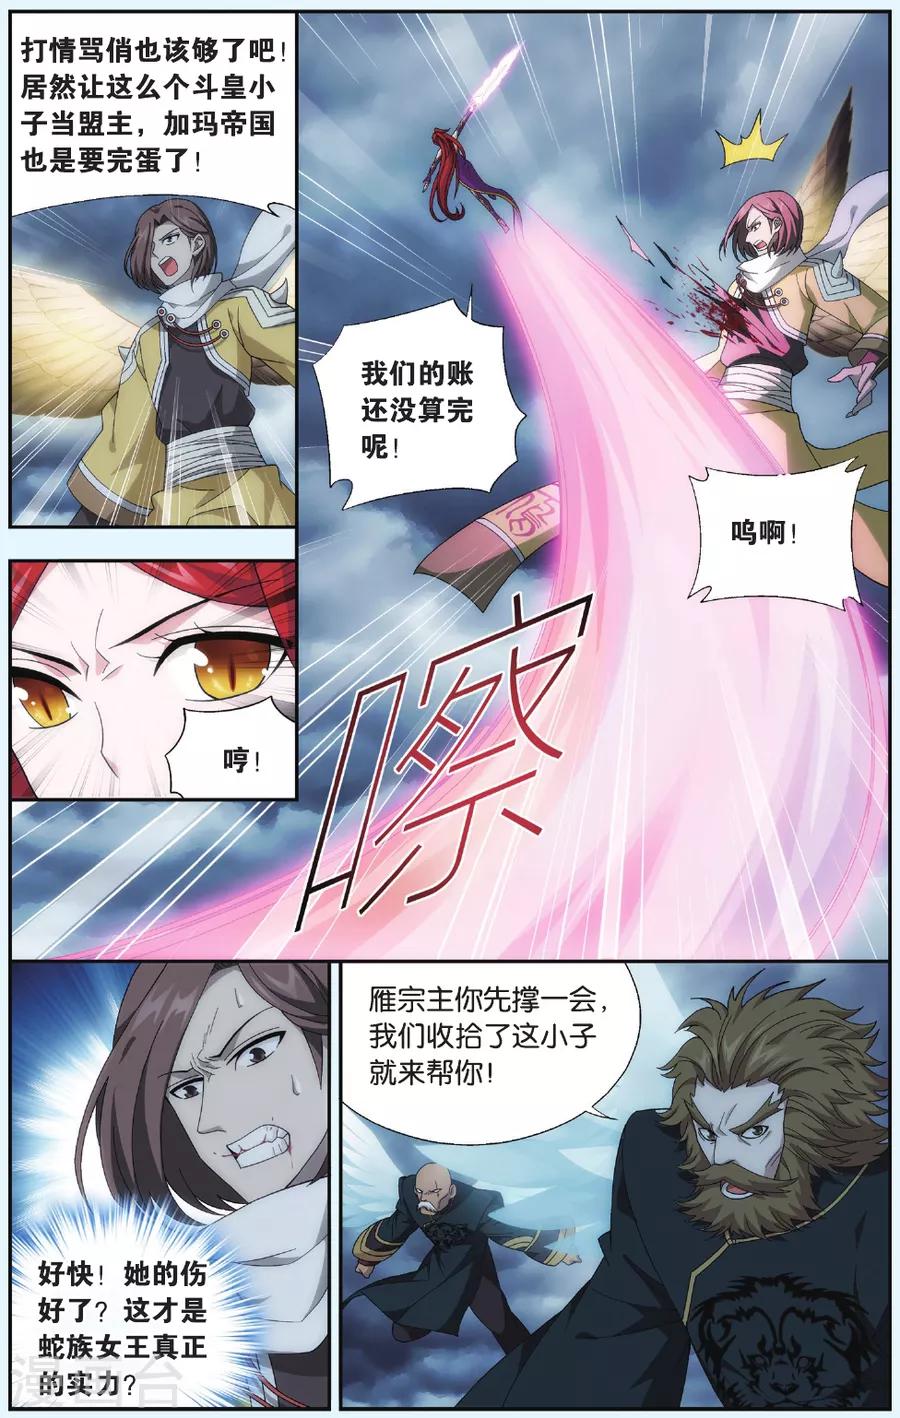 打情骂俏也该够了吧！
居然让这么个斗皇小
子当盟主，加玛帝国
也是要完蛋了！
我们的账
还没算完
呢！
呜啊！
哼！
嚓
雁宗主你先撑一会，
我们收拾了这小子
就来帮你！
好快！她的伤
好了？这才是
蛇族女王真正
的实力？
漫画台